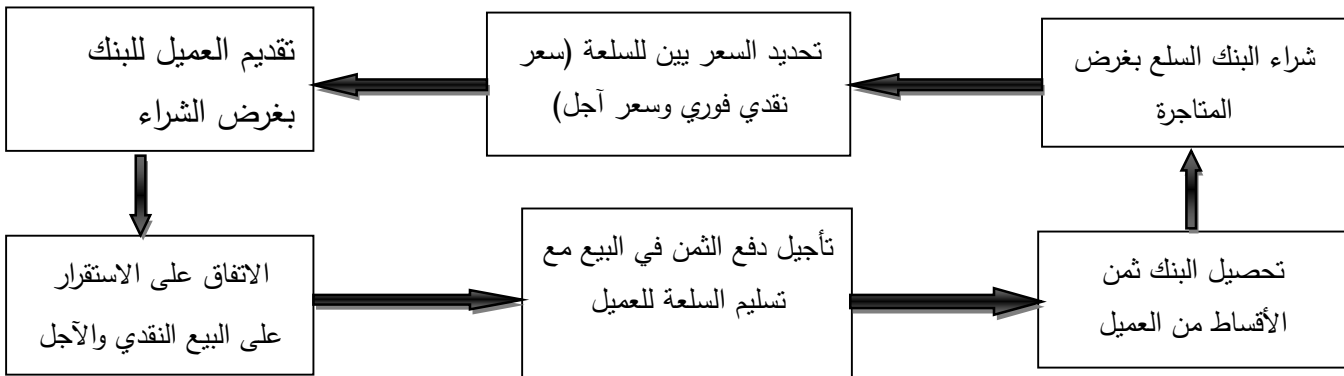 شراء البنك السلع بغرض
المتاجرة
تحديد السعر يين للسلعة (سعر
نقدي فوري وسعر آجل)
تقديم العميل للبنك
بغرض الشراء
الاتفاق على الاستقرار
على البيع النقدي والآجل
تأجيل دفع الثمن في البيع مع
تسليم السلعة للعميل
تحصيل البنك ثمن
الأقساط من العميل